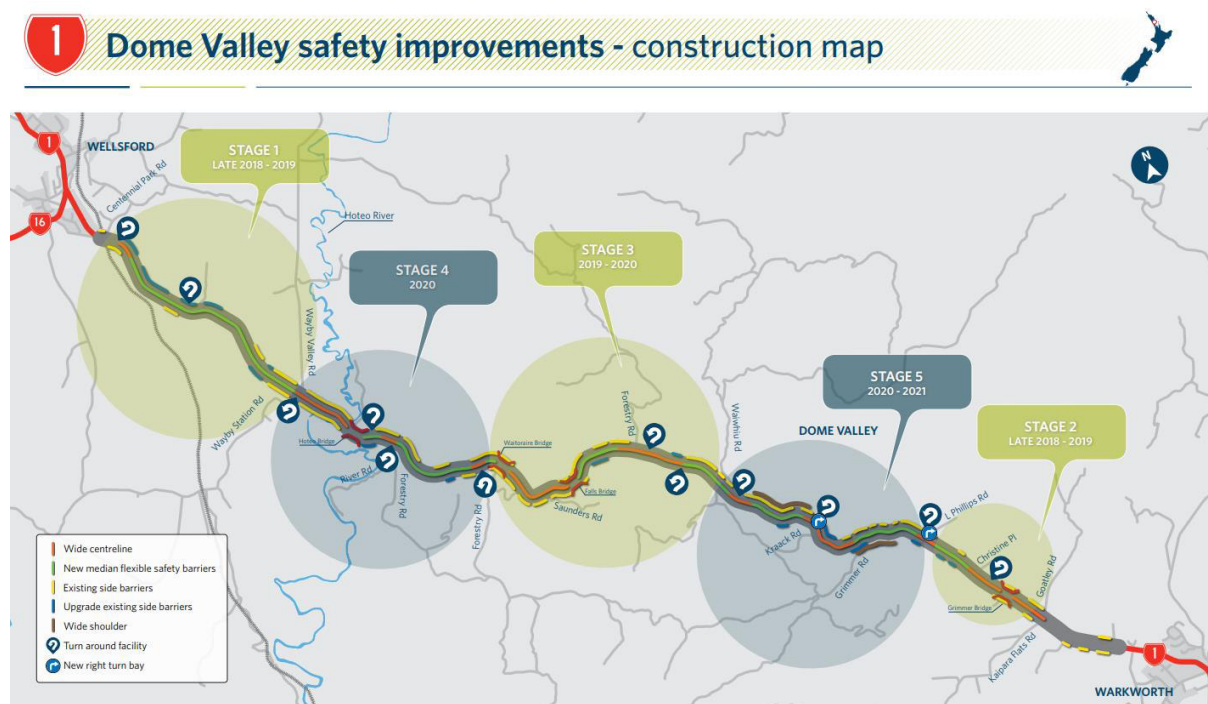 1
Dome Valley safety improvements - construction map
N
1
WELLSFORD
Centennial Park Rd
16
STAGE 1
LATE 2018 - 2019
Hoteo River
STAGE 4
2020
STAGE 3
2019 - 2020
STAGE 5
2020 - 2021
STAGE 2
LATE 2018 - 2019
Wayby Valley Rd
Wayby Station Rd
Hoteo Bridge
River Rd
Forestry Rd
Forestry Rd
Waiteraire Bridge
Saunders Rd
Falls Bridge
Forestry Rd
Waiwhiu Rd
DOME VALLEY
Kraack Rd
Grimmer Rd
L Phillips Rd
Christine Pl
Goatley Rd
Grimmer Bridge
Kaipara Flats Rd
1
WARKWORTH
Wide centreline
New median flexible safety barriers
Existing side barriers
Upgrade existing side barriers
Wide shoulder
Turn around facility
New right turn bay